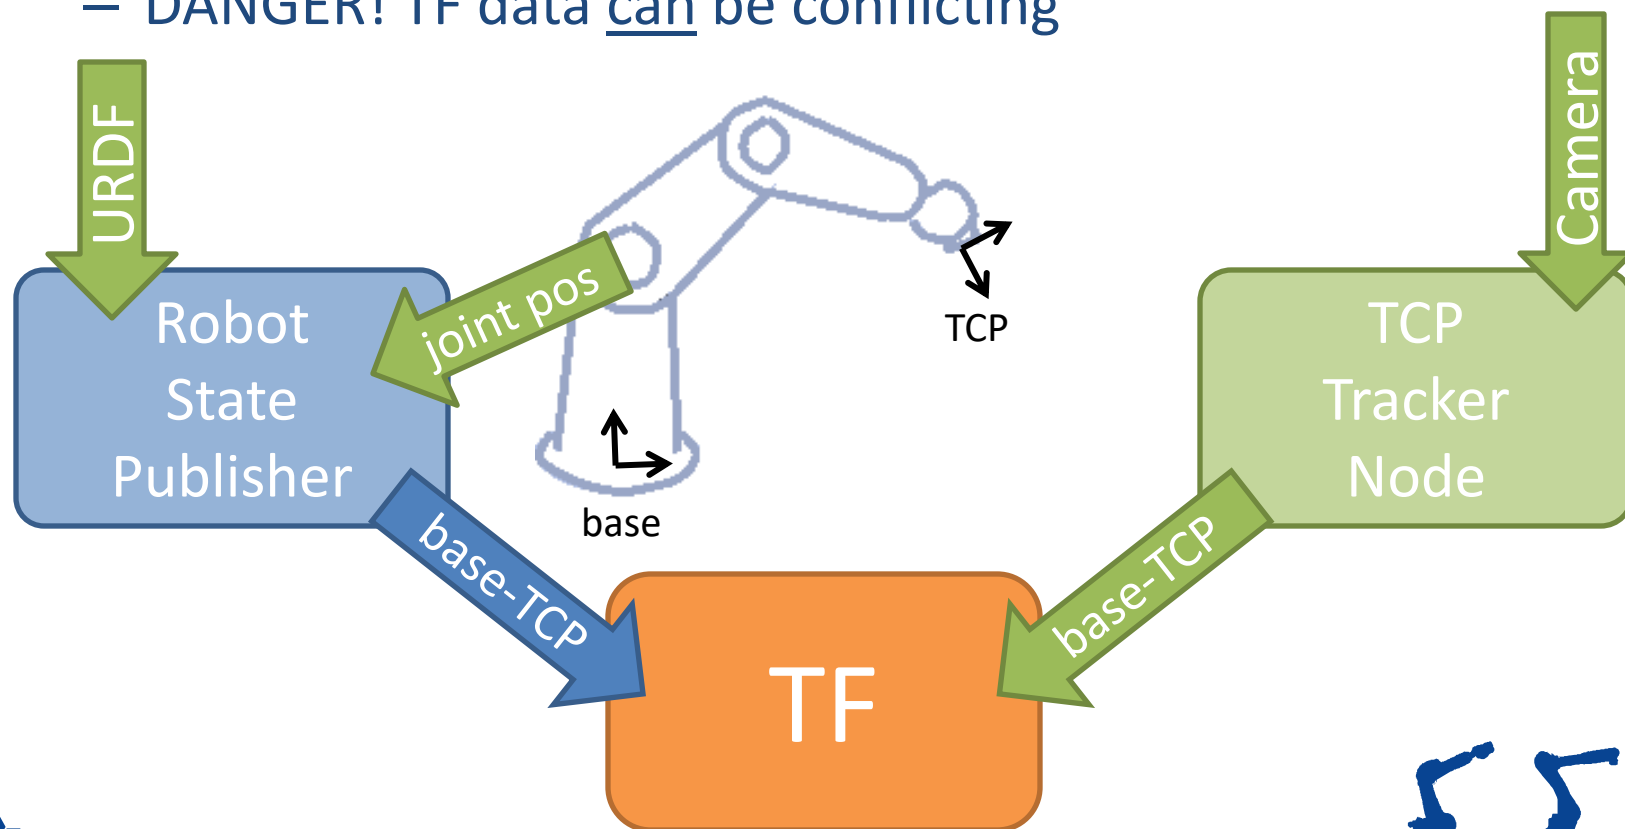 – DANGER! TF data can be conflicting
URDF
Camera
joint pos
TCP
Robot
State
Publisher
TCP
Tracker
Node
base
base-TCP
base-TCP
TF